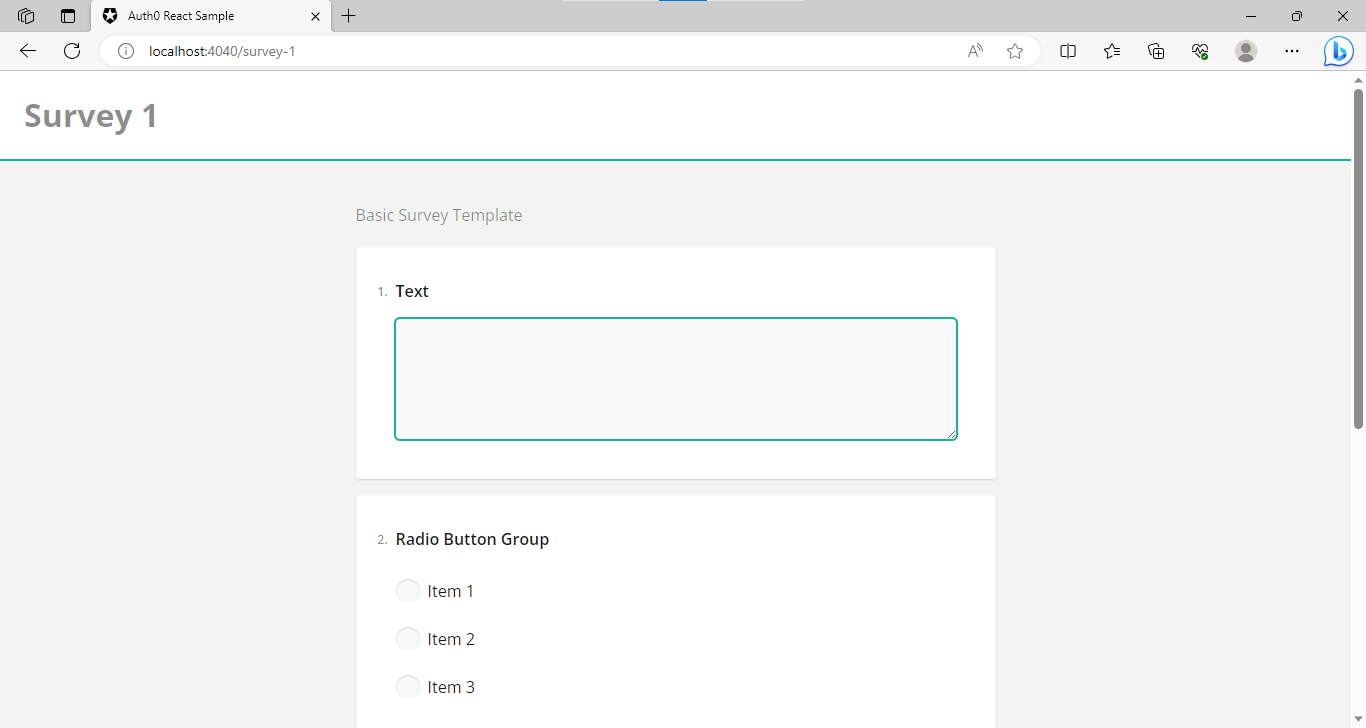 Auth0 React Sample
localhost:4040/survey-1
Survey 1
Basic Survey Template
1. Text
2. Radio Button Group
Item 1
Item 2
Item 3